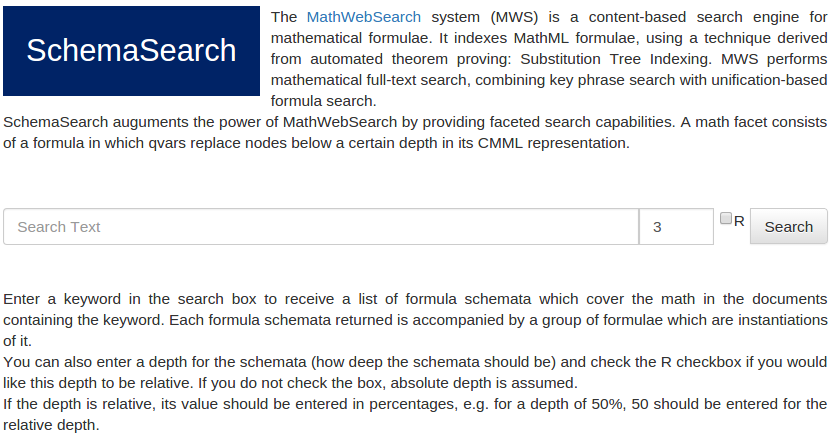 SchemaSearch
The MathWebSearch system (MWS) is a content-based search engine for
mathematical formulae. It indexes MathML formulae, using a technique derived
from automated theorem proving: Substitution Tree Indexing. MWS performs
mathematical full-text search, combining key phrase search with unification-based
formula search.
SchemaSearch auguments the power of MathWebSearch by providing faceted search capabilities. A math facet consists
of a formula in which qvars replace nodes below a certain depth in its CMML representation.
Search Text 3 R Search
Enter a keyword in the search box to receive a list of formula schemata which cover the math in the documents
containing the keyword. Each formula schemata returned is accompanied by a group of formulae which are instantiations
of it.
You can also enter a depth for the schemata (how deep the schemata should be) and check the R checkbox if you would
like this depth to be relative. If you do not check the box, absolute depth is assumed.
If the depth is relative, its value should be entered in percentages, e.g. for a depth of 50%, 50 should be entered for the
relative depth.